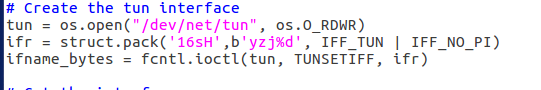 # Create the tun interface
tun = os.open("/dev/net/tun", os.O_RDWR)
ifr = struct.pack('16sH',b'yzj%d', IFF_TUN | IFF_NO_PI)
ifname_bytes = fcntl.ioctl(tun, TUNSETIFF, ifr)